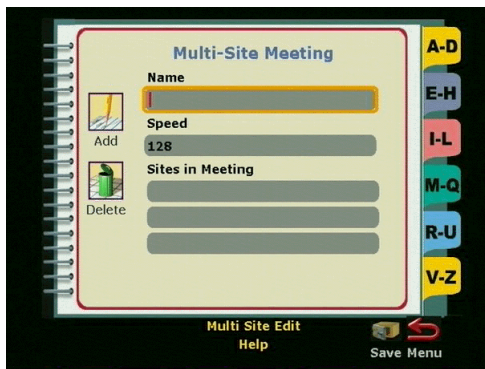 Multi-Site Meeting
Name
Add
Speed
128
Sites in Meeting
Delete
A-D
E-H
I-L
M-Q
R-U
V-Z
Multi Site Edit
Help
Save Menu